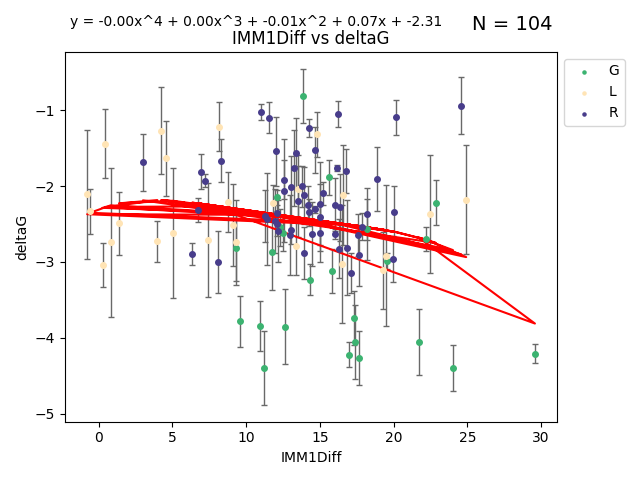 y = -0.00x^4 + 0.00x^3 + -0.01x^2 + 0.07x + -2.31
N = 104
IMM1Diff vs deltaG
G
L
R
−1
−2
−3
−4
−5
deltaG
0 5 10 15 20 25 30
IMM1Diff